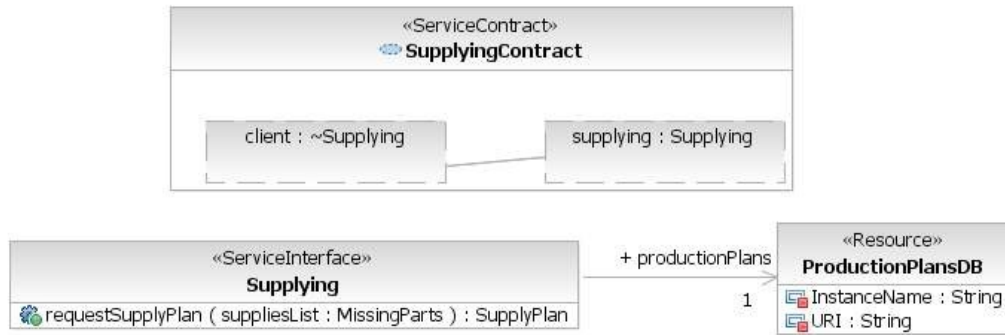 «ServiceContract»
SupplyingContract
client : ~Supplying
supplying : Supplying
«ServiceInterface»
Supplying
requestSupplyPlan ( suppliesList : MissingParts ) : SupplyPlan
+ productionPlans
1
«Resource»
ProductionPlansDB
InstanceName : String
URI : String